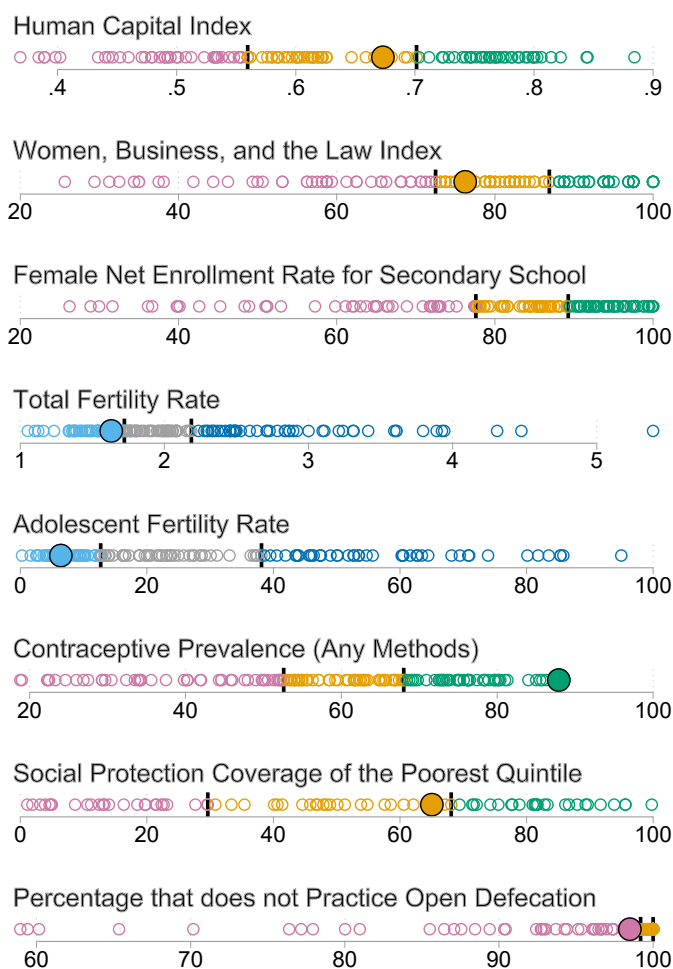 Human Capital Index
.4 .5 .6 .7 .8 .9
Women, Business, and the Law Index
20 40 60 80 100
Female Net Enrollment Rate for Secondary School
20 40 60 80 100
Total Fertility Rate
1 2 3 4 5
Adolescent Fertility Rate
0 20 40 60 80 100
Contraceptive Prevalence (Any Methods)
20 40 60 80 100
Social Protection Coverage of the Poorest Quintile
0 20 40 60 80 100
Percentage that does not Practice Open Defecation
60 70 80 90 100